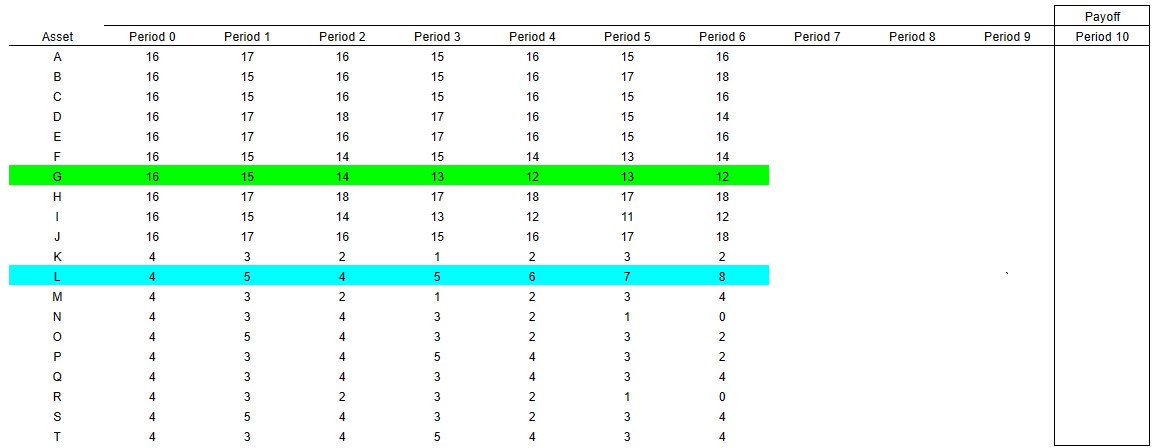 Payoff
Asset Period 0 Period 1 Period 2 Period 3 Period 4 Period 5 Period 6 Period 7 Period 8 Period 9 Period 10
A 16 17 16 15 16 15 16
B 16 15 16 15 16 17 18
C 16 15 16 15 16 15 16
D 16 17 18 17 16 15 14
E 16 17 16 17 16 15 16
F 16 15 14 15 14 13 14
G 16 15 14 13 12 13 12
H 16 17 18 17 18 17 18
I 16 15 14 13 12 11 12
J 16 17 16 15 16 17 18
K 4 3 2 1 2 3 2
L 4 5 4 5 6 7 8 `
M 4 3 2 1 2 3 4
N 4 3 4 3 2 1 0
O 4 5 4 3 2 3 2
P 4 3 4 5 4 3 2
Q 4 3 4 3 4 3 4
R 4 3 2 3 2 1 0
S 4 5 4 3 2 3 4
T 4 3 4 5 4 3 4